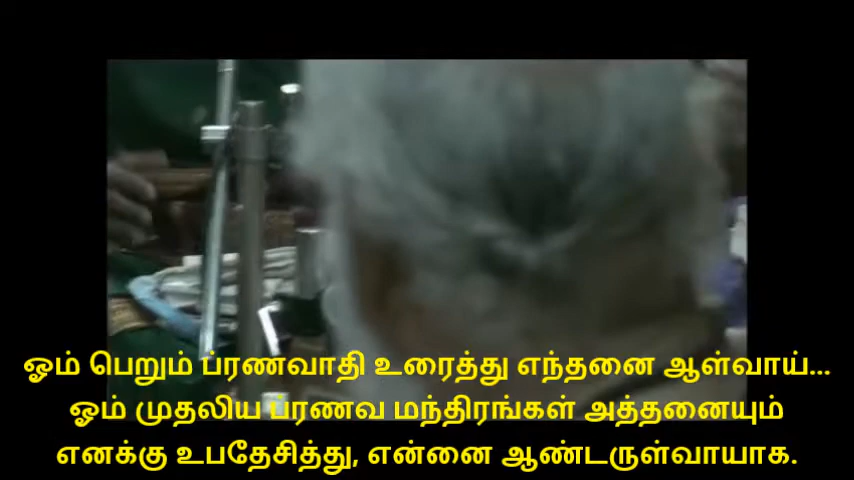 ஓம் பெறும் ப்ரணவாதி உரைத்து எந்தனை ஆள்வாய்...
ஓம் முதலிய ப்ரணவ மந்திரங்கள் அத்தனையும்
எனக்கு உபதேசித்து, என்னை ஆண்டருள்வாயாக.